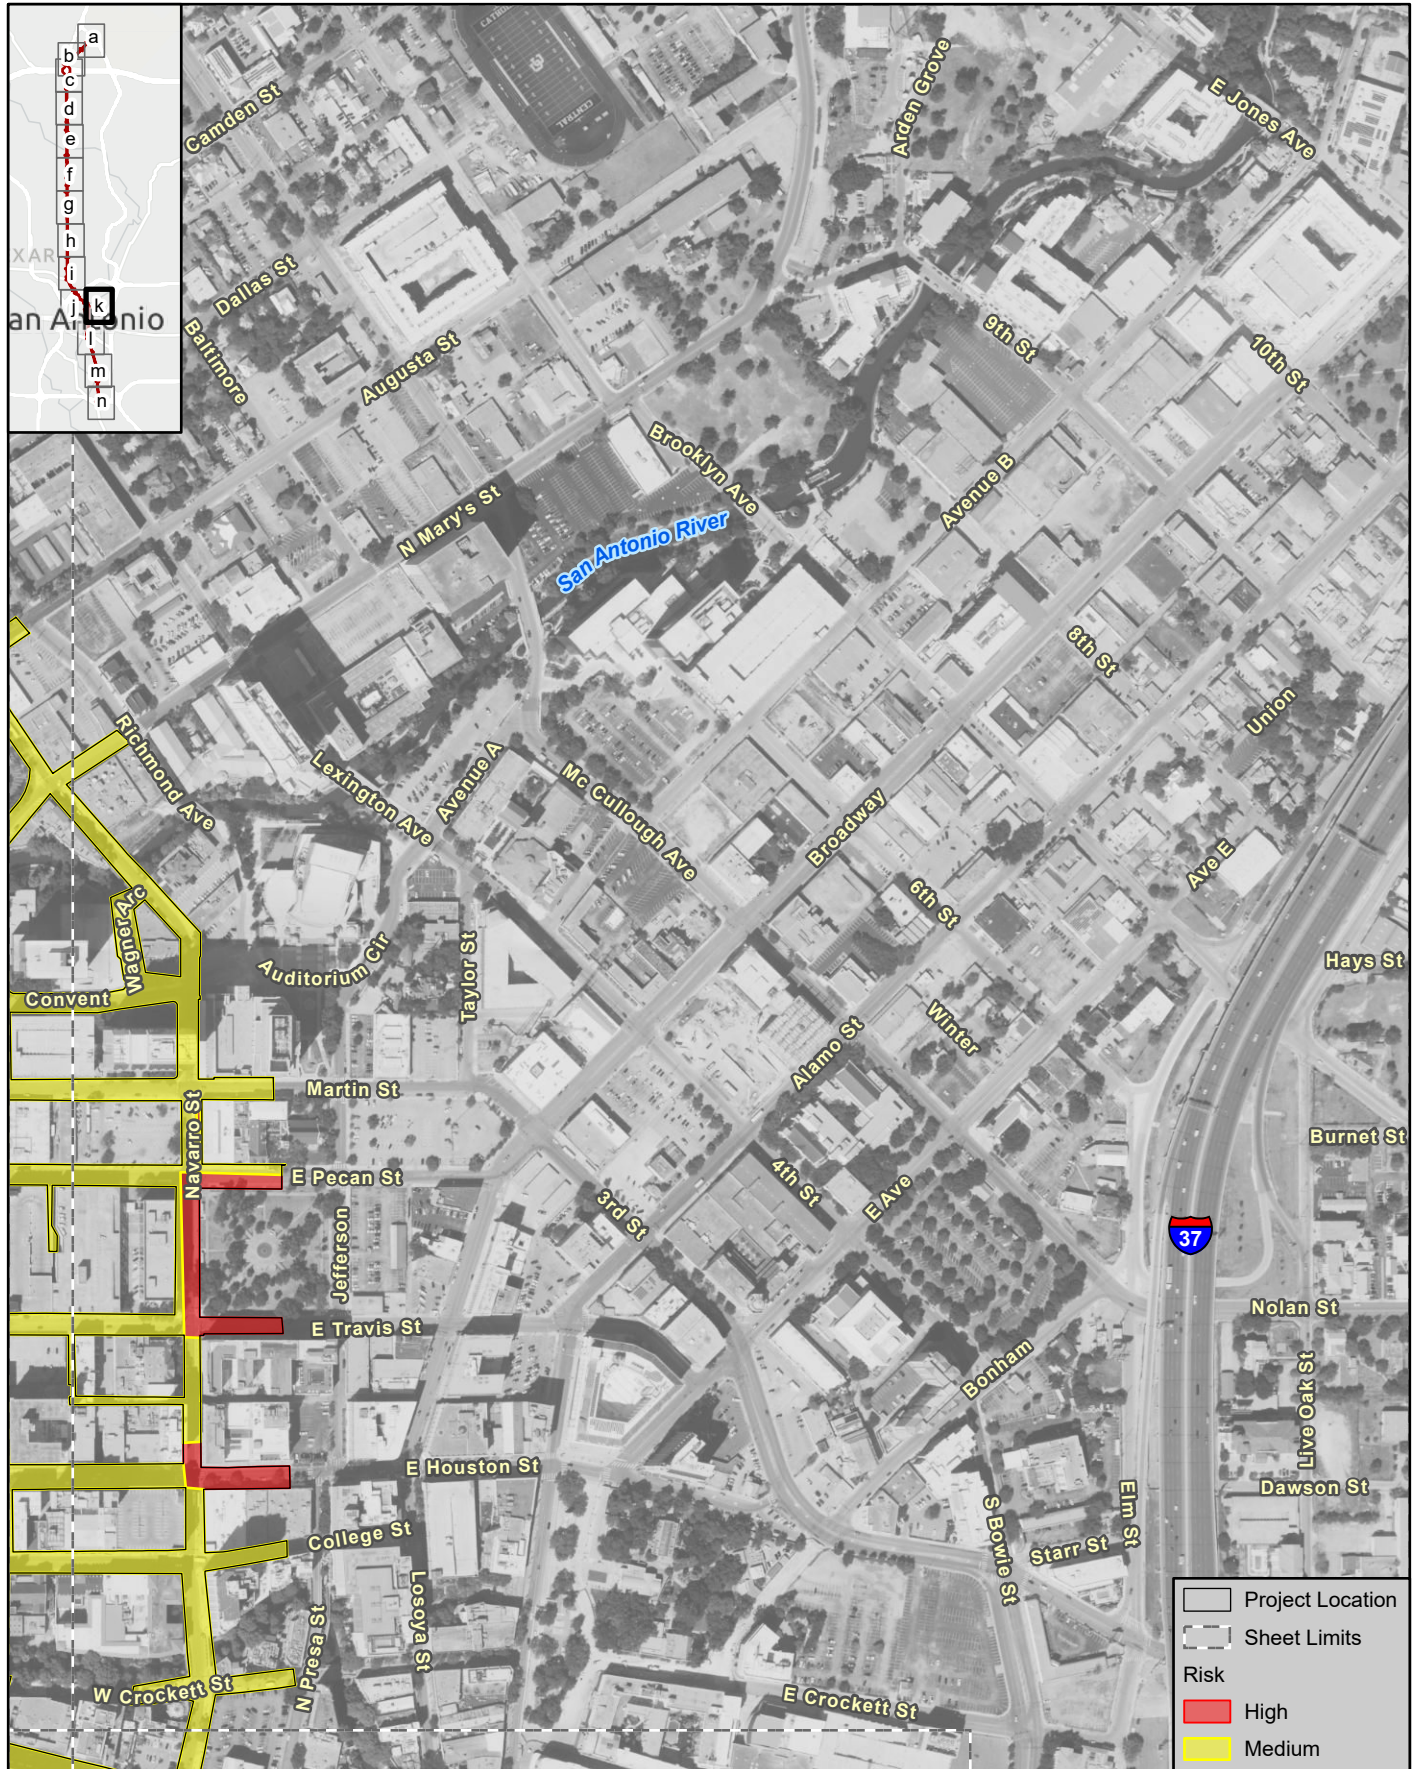 a
b
c
d
e
f
g
h
XAR
i
j
k
an Antonio
l
m
n
Camden St
Arden Grove
E Jones Ave
Dallas St
Baltimore
Augusta St
9th St
10th St
Brooklyn Ave
Avenue B
N Mary's St
San Antonio River
8th St
Union
Richmond Ave
Lexington Ave
Avenue A
Mc Cullough Ave
Broadway
Ave E
6th St
Wagner Arc
Auditorium Cir
Taylor St
Hays St
Convent
Winter
Alamo St
Martin St
Navarro St
Burnet St
E Pecan St
4th St
E Ave
3rd St
Jefferson
37
Nolan St
E Travis St
Bonham
Live Oak St
E Houston St
Dawson St
Elm St
S Bowie St
College St
Starr St
Losoya St
N Presa St
W Crockett St
E Crockett St
Project Location
Sheet Limits
Risk
High
Medium